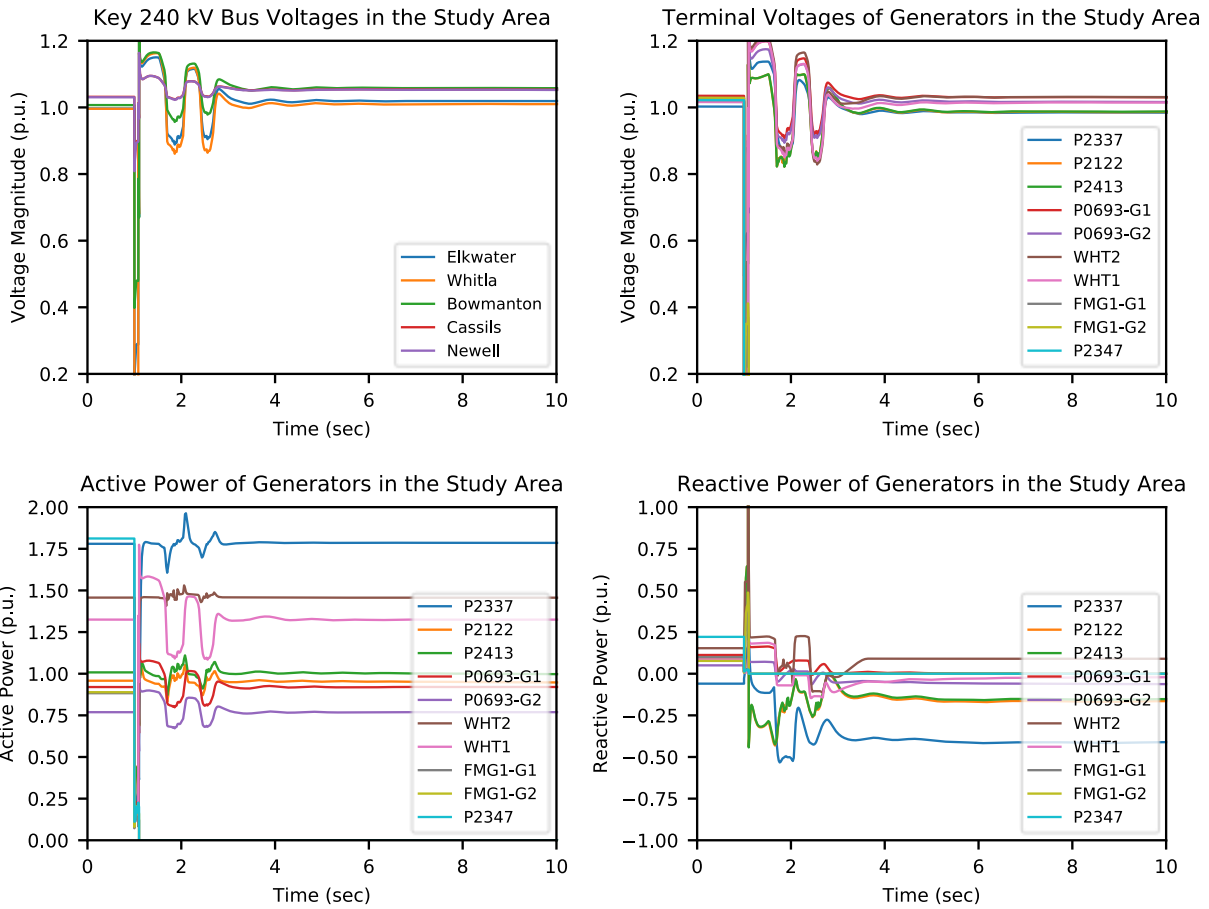 Key 240 kV Bus Voltages in the Study Area
Voltage Magnitude (p.u.)
1.2
1.0
0.8
0.6
0.4
0.2
Elkwater
Whitla
Bowmanton
Cassils
Newell
0 2 4 6 8 10
Time (sec)
Terminal Voltages of Generators in the Study Area
Voltage Magnitude (p.u.)
1.2
1.0
0.8
0.6
0.4
0.2
P2337
P2122
P2413
P0693-G1
P0693-G2
WHT2
WHT1
FMG1-G1
FMG1-G2
P2347
0 2 4 6 8 10
Time (sec)
Active Power of Generators in the Study Area
Active Power (p.u.)
2.00
1.75
1.50
1.25
1.00
0.75
0.50
0.25
0.00
P2337
P2122
P2413
P0693-G1
P0693-G2
WHT2
WHT1
FMG1-G1
FMG1-G2
P2347
0 2 4 6 8 10
Time (sec)
Reactive Power of Generators in the Study Area
Reactive Power (p.u.)
1.00
0.75
0.50
0.25
0.00
−0.25
−0.50
−0.75
−1.00
P2337
P2122
P2413
P0693-G1
P0693-G2
WHT2
WHT1
FMG1-G1
FMG1-G2
P2347
0 2 4 6 8 10
Time (sec)